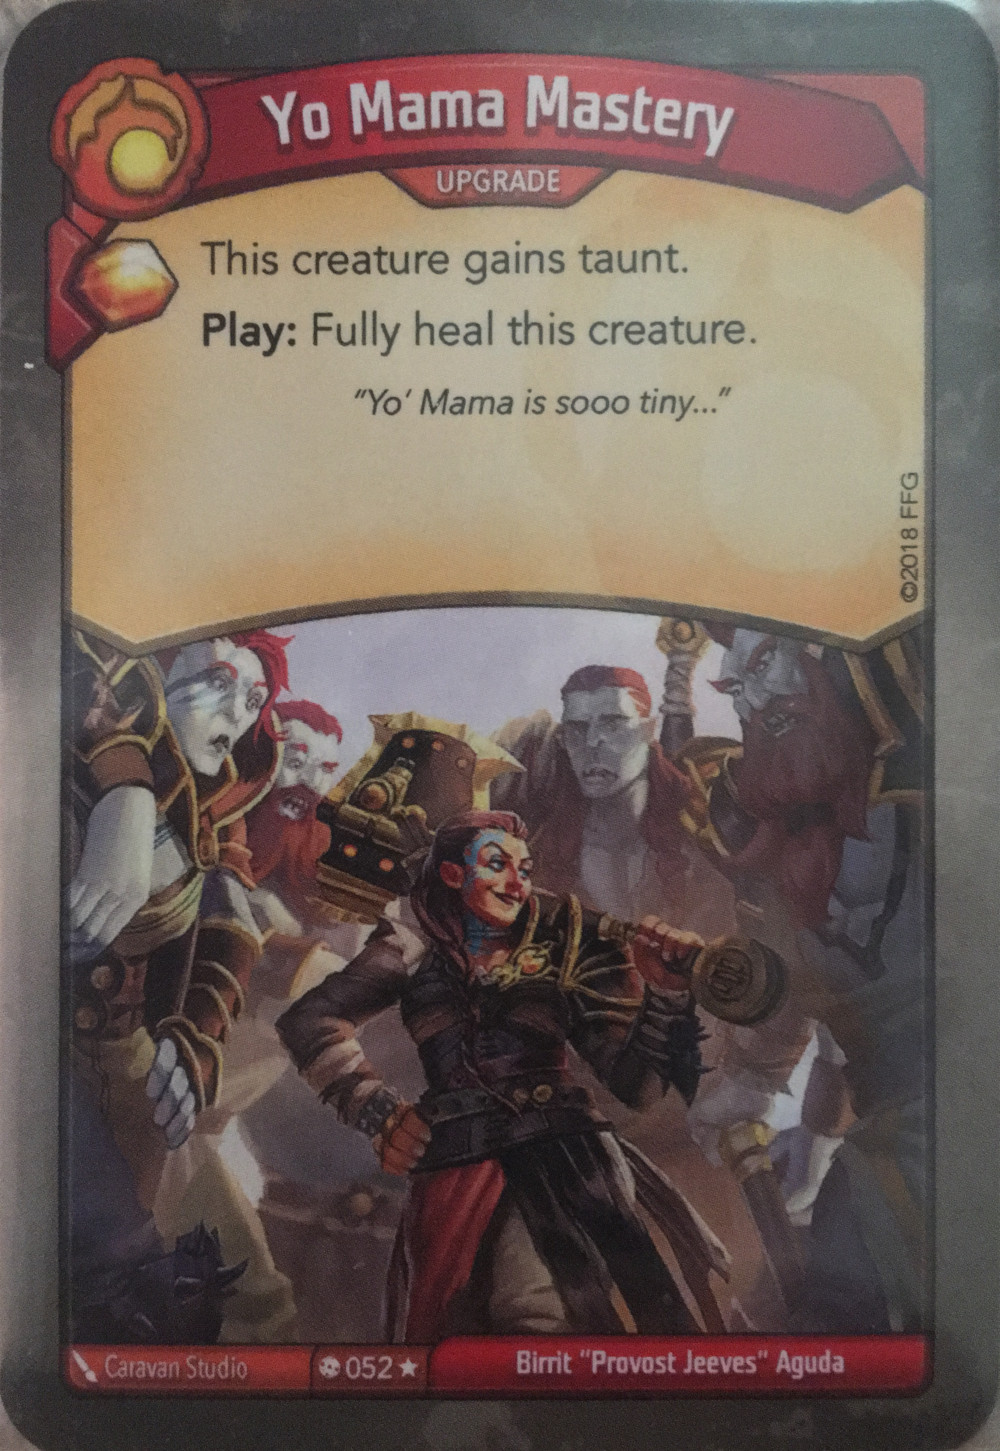 Yo Mama Mastery
UPGRADE
This creature gains taunt.
Play: Fully heal this creature.
"Yo' Mama is sooo tiny..."
©2018 FFG
Caravan Studio
052★
Birrit "Provost Jeeves" Aguda